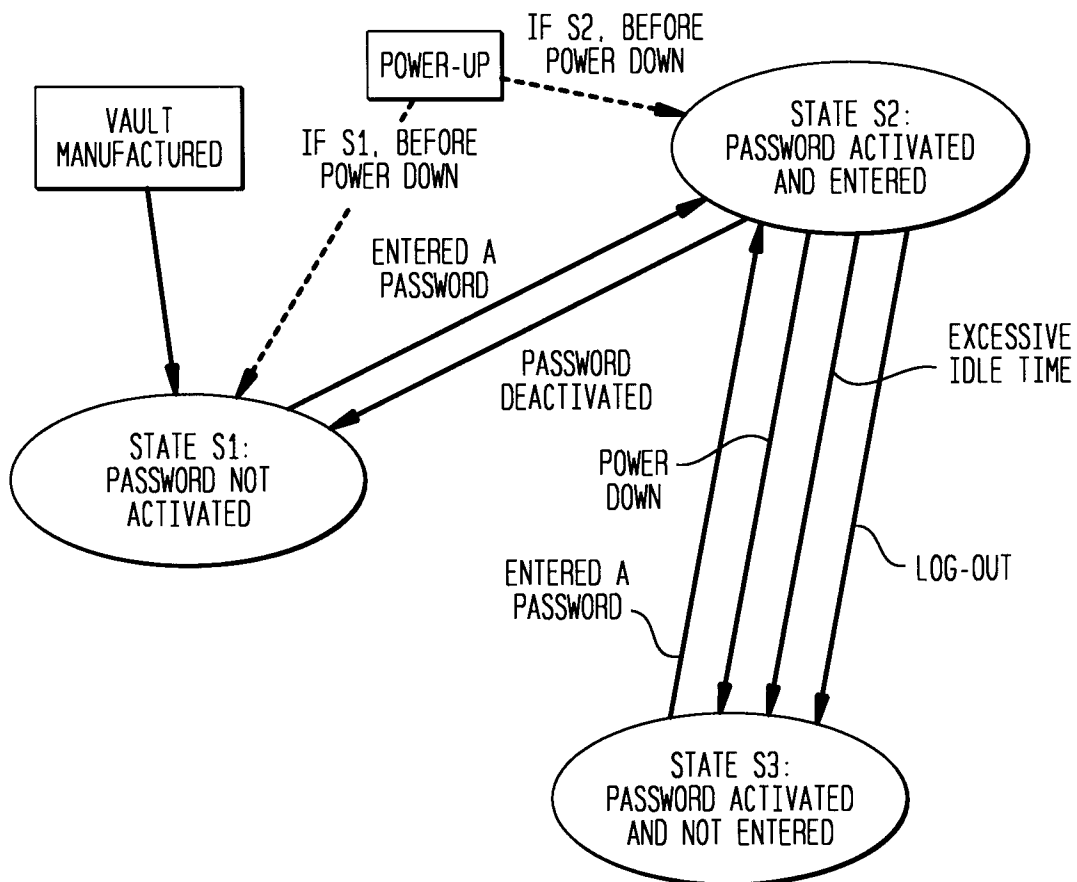 IF S2, BEFORE
POWER DOWN
POWER-UP
VAULT
MANUFACTURED
IF S1, BEFORE
POWER DOWN
STATE S2:
PASSWORD ACTIVATED
AND ENTERED
ENTERED A
PASSWORD
PASSWORD
DEACTIVATED
EXCESSIVE
IDLE TIME
STATE S1:
PASSWORD NOT
ACTIVATED
POWER
DOWN
LOG-OUT
ENTERED A
PASSWORD
STATE S3:
PASSWORD ACTIVATED
AND NOT ENTERED